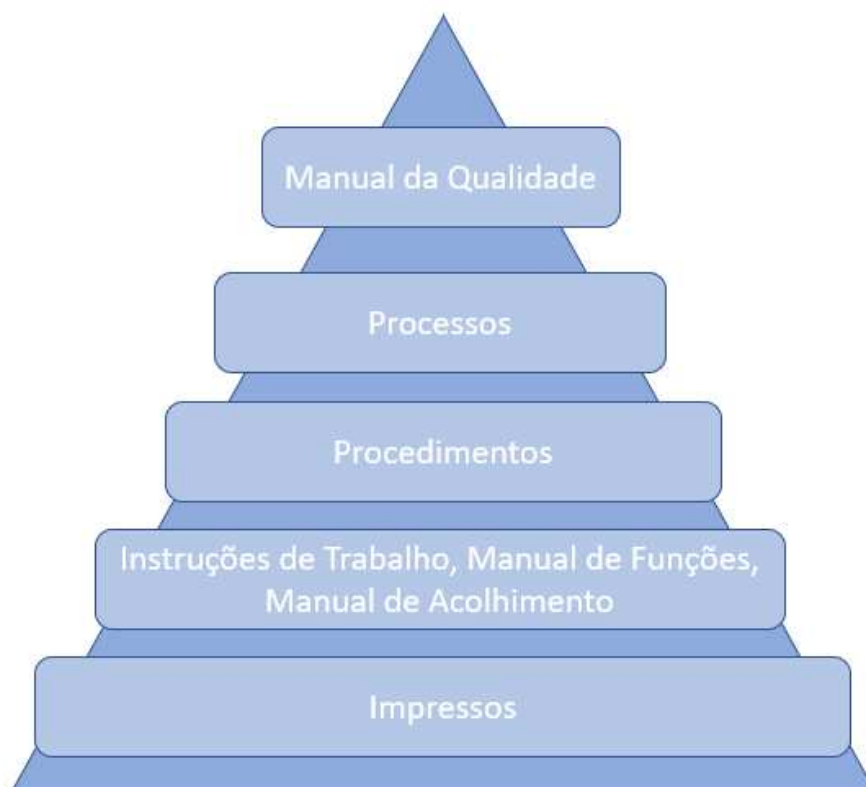 Manual da Qualidade
Processos
Procedimentos
Instruções de Trabalho, Manual de Funções,
Manual de Acolhimento
Impressos